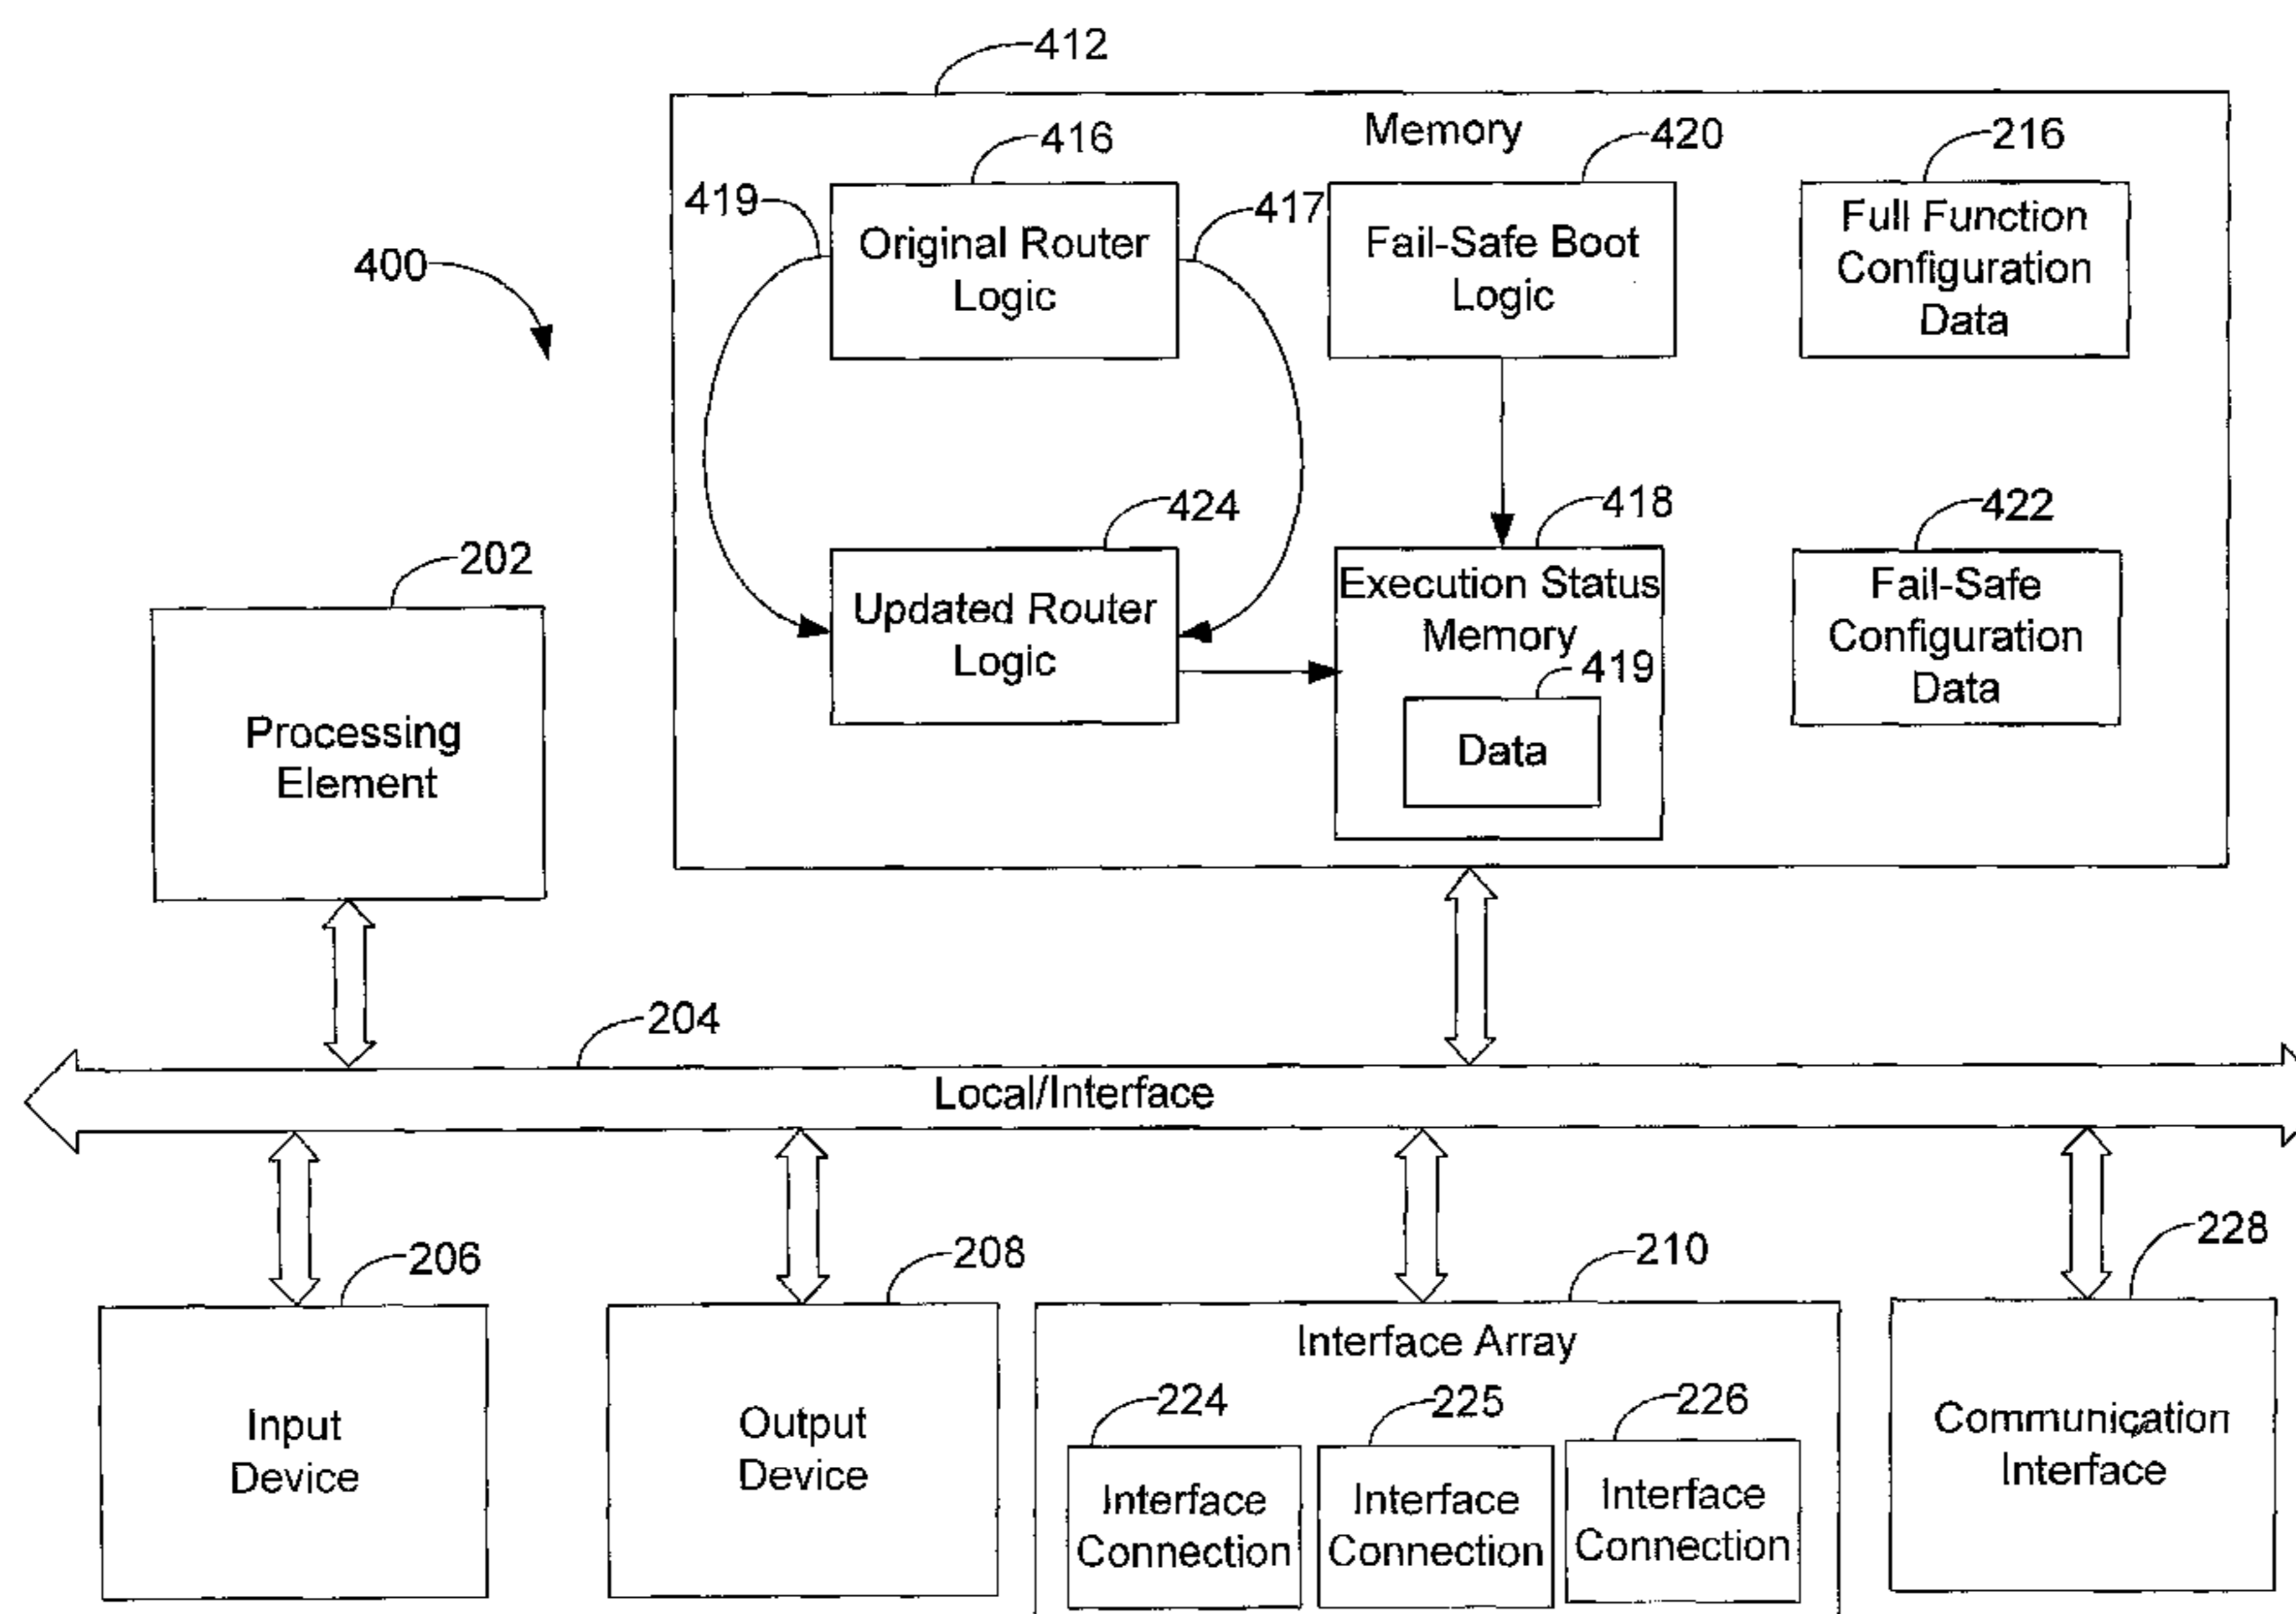 412
Memory
416
420
216
419
417
Original Router
Logic
Fail-Safe Boot
Logic
Full Function
Configuration
Data
400
424
418
422
202
Updated Router
Logic
Execution Status
Memory
419
Data
Fail-Safe
Configuration
Data
Processing
Element
204
Local/Interface
206
208
210
228
Input
Device
Output
Device
Interface Array
224
225
226
Interface
Connection
Interface
Connection
Interface
Connection
Communication
Interface